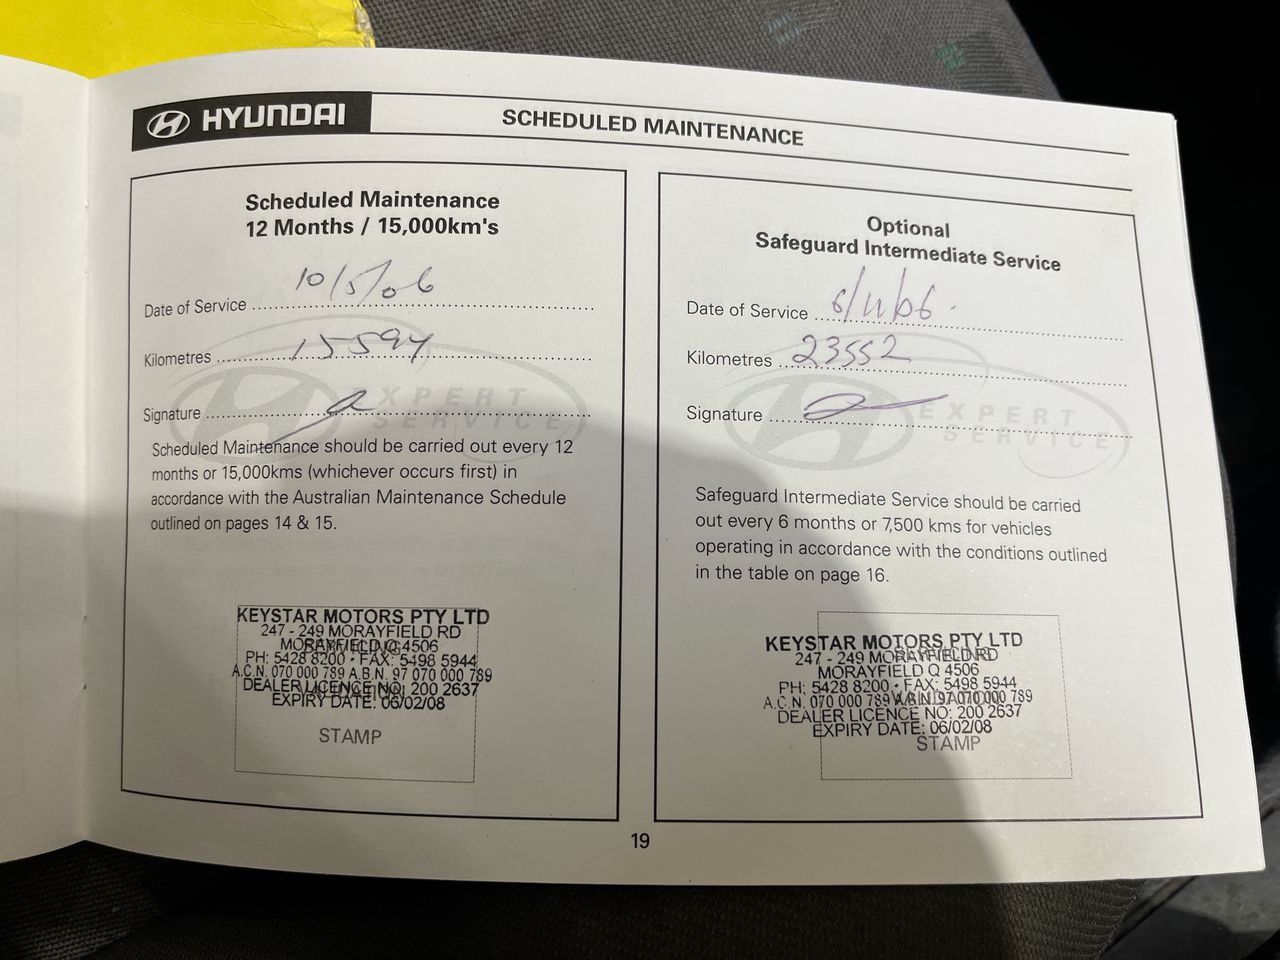 HYUNDAI
SCHEDULED MAINTENANCE
Scheduled Maintenance
12 Months / 15,000km's
Date of Service 10/5/06
Kilometres 15594
Signature
EXPERT
SERVICE
Scheduled Maintenance should be carried out every 12
months or 15,000kms (whichever occurs first) in
accordance with the Australian Maintenance Schedule
outlined on pages 14 & 15.
KEYSTAR MOTORS PTY LTD
247 - 249 MORAYFIELD RD
MORAYFIELD Q 4506
PH: 5428 8200 • FAX: 5498 5944
A.C.N. 070 000 789 A.B.N. 97 070 000 789
DEALER LICENCE NO: 200 2637
EXPIRY DATE: 06/02/08
STAMP
Optional
Safeguard Intermediate Service
Date of Service 6/11/06.
Kilometres 23552
Signature
EXPERT
SERVICE
Safeguard Intermediate Service should be carried
out every 6 months or 7,500 kms for vehicles
operating in accordance with the conditions outlined
in the table on page 16.
KEYSTAR MOTORS PTY LTD
247 - 249 MORAYFIELD RD
MORAYFIELD Q 4506
PH: 5428 8200 • FAX: 5498 5944
A.C.N. 070 000 789 A.B.N. 97 070 000 789
DEALER LICENCE NO: 200 2637
EXPIRY DATE: 06/02/08
STAMP
19